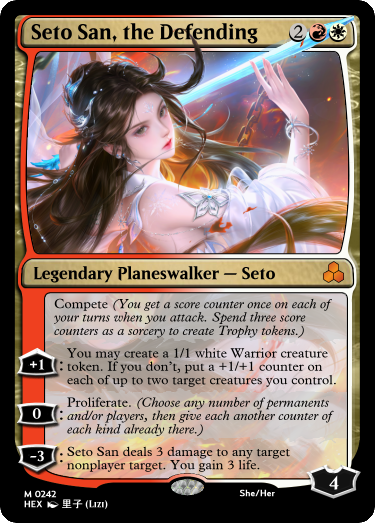 Seto San, the Defending 2
Legendary Planeswalker — Seto
Compete (You get a score counter once on each of
your turns when you attack. Spend three score
counters as a sorcery to create Trophy tokens.)
+1: You may create a 1/1 white Warrior creature
token. If you don't, put a +1/+1 counter on
each of up to two target creatures you control.
0: Proliferate. (Choose any number of permanents
and/or players, then give each another counter of
each kind already there.)
-3: Seto San deals 3 damage to any target
nonplayer target. You gain 3 life.
4
M 0242
HEX 里子 (Lizi)
She/Her